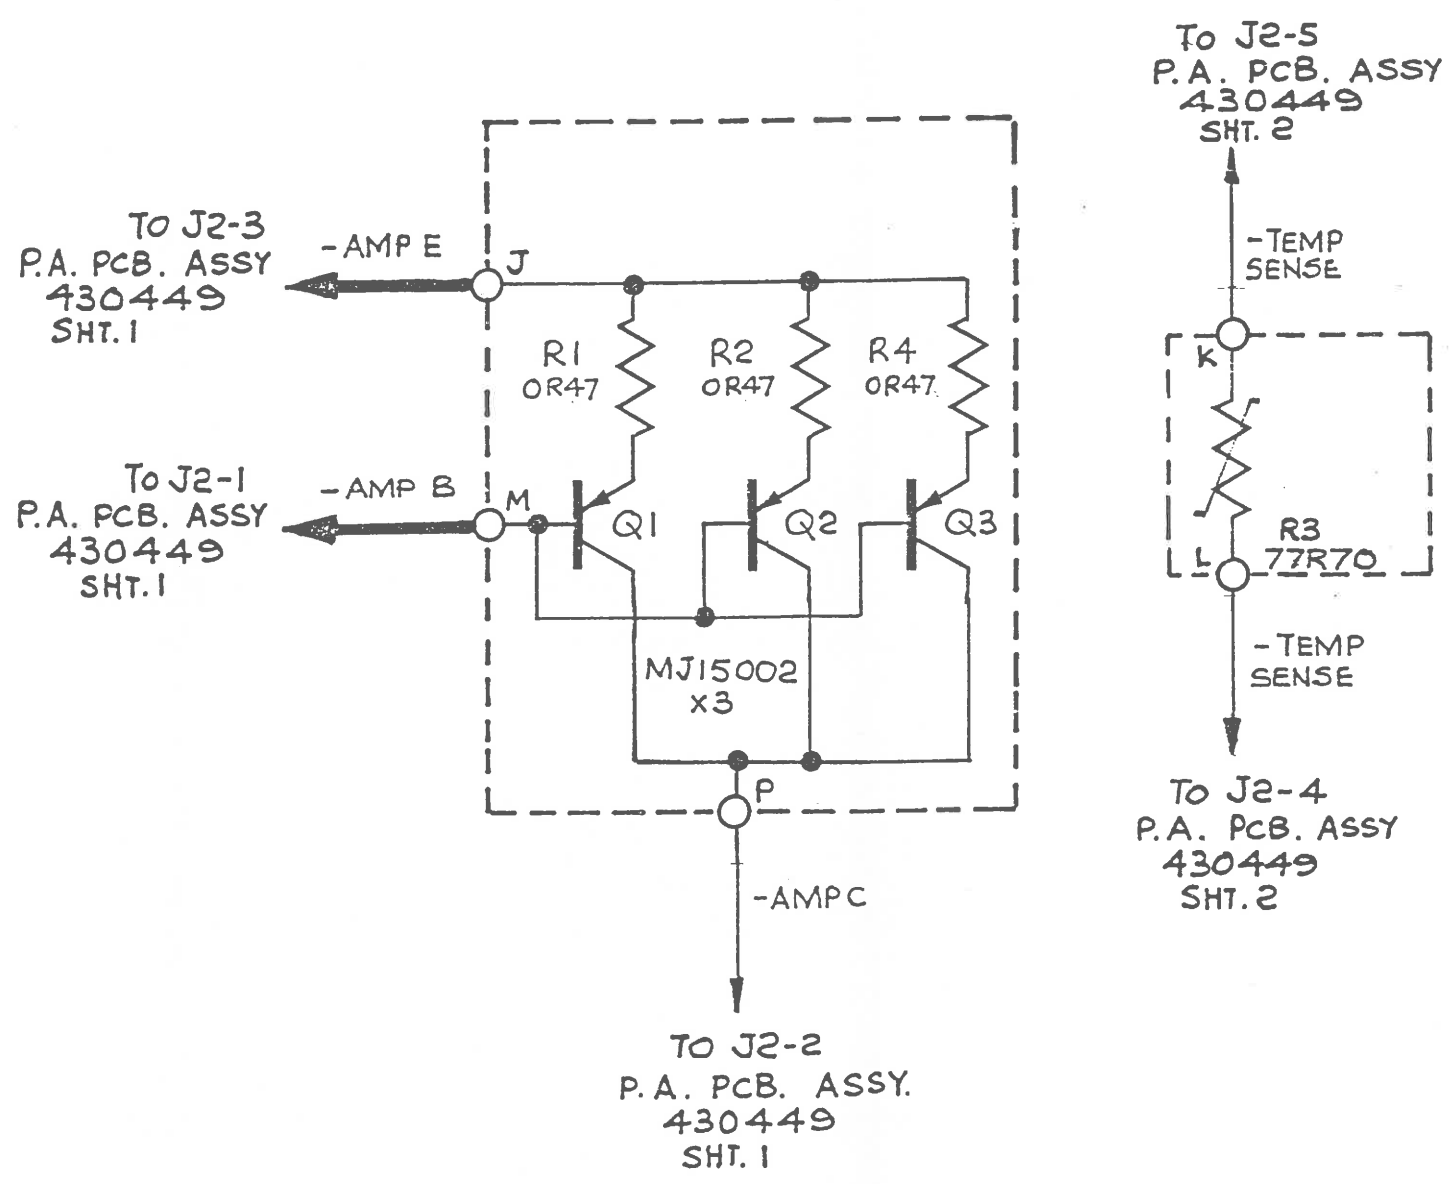 TO J2-5
P.A. PCB. ASSY
430449
SHT. 2
-TEMP
SENSE
TO J2-3
P.A. PCB. ASSY
430449
SHT. 1
-AMP E
J
R1
0R47
R2
0R47
R4
0R47
K
TO J2-1
P.A. PCB. ASSY
430449
SHT. 1
-AMP B
M
Q1
Q2
Q3
MJ15002
X3
P
R3
77R70
L
-TEMP
SENSE
TO J2-4
P.A. PCB. ASSY
430449
SHT. 2
-AMP C
TO J2-2
P.A. PCB. ASSY.
430449
SHT. 1